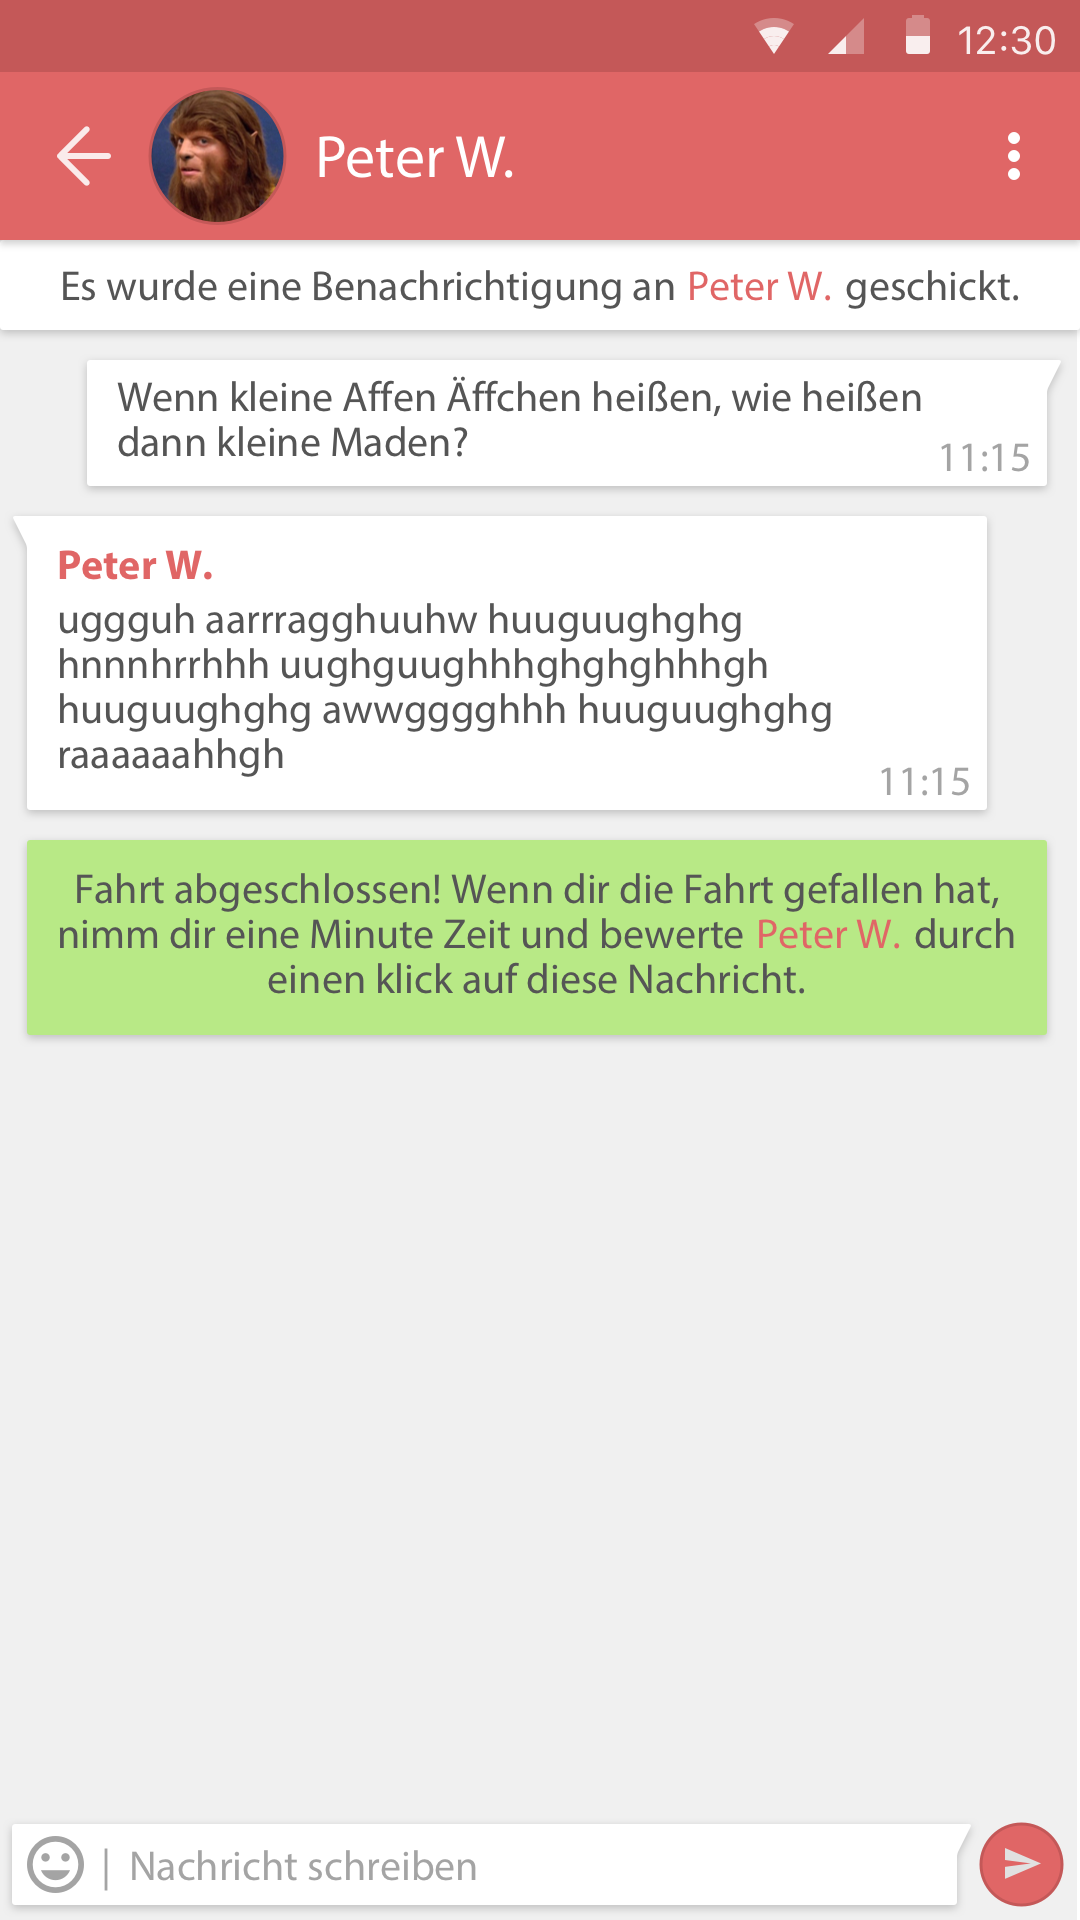 12:30
Peter W.
Es wurde eine Benachrichtigung an Peter W. geschickt.
Wenn kleine Affen Äffchen heißen, wie heißen
dann kleine Maden?
11:15
Peter W.
uggguh aarrragghuuhw huuguughghg
hnnnhrrhhh uughguughhhghghghhhgh
huuguughghg awwgggghhh huuguughghg
raaaaaahhgh
11:15
Fahrt abgeschlossen! Wenn dir die Fahrt gefallen hat,
nimm dir eine Minute Zeit und bewerte Peter W. durch
einen klick auf diese Nachricht.
Nachricht schreiben